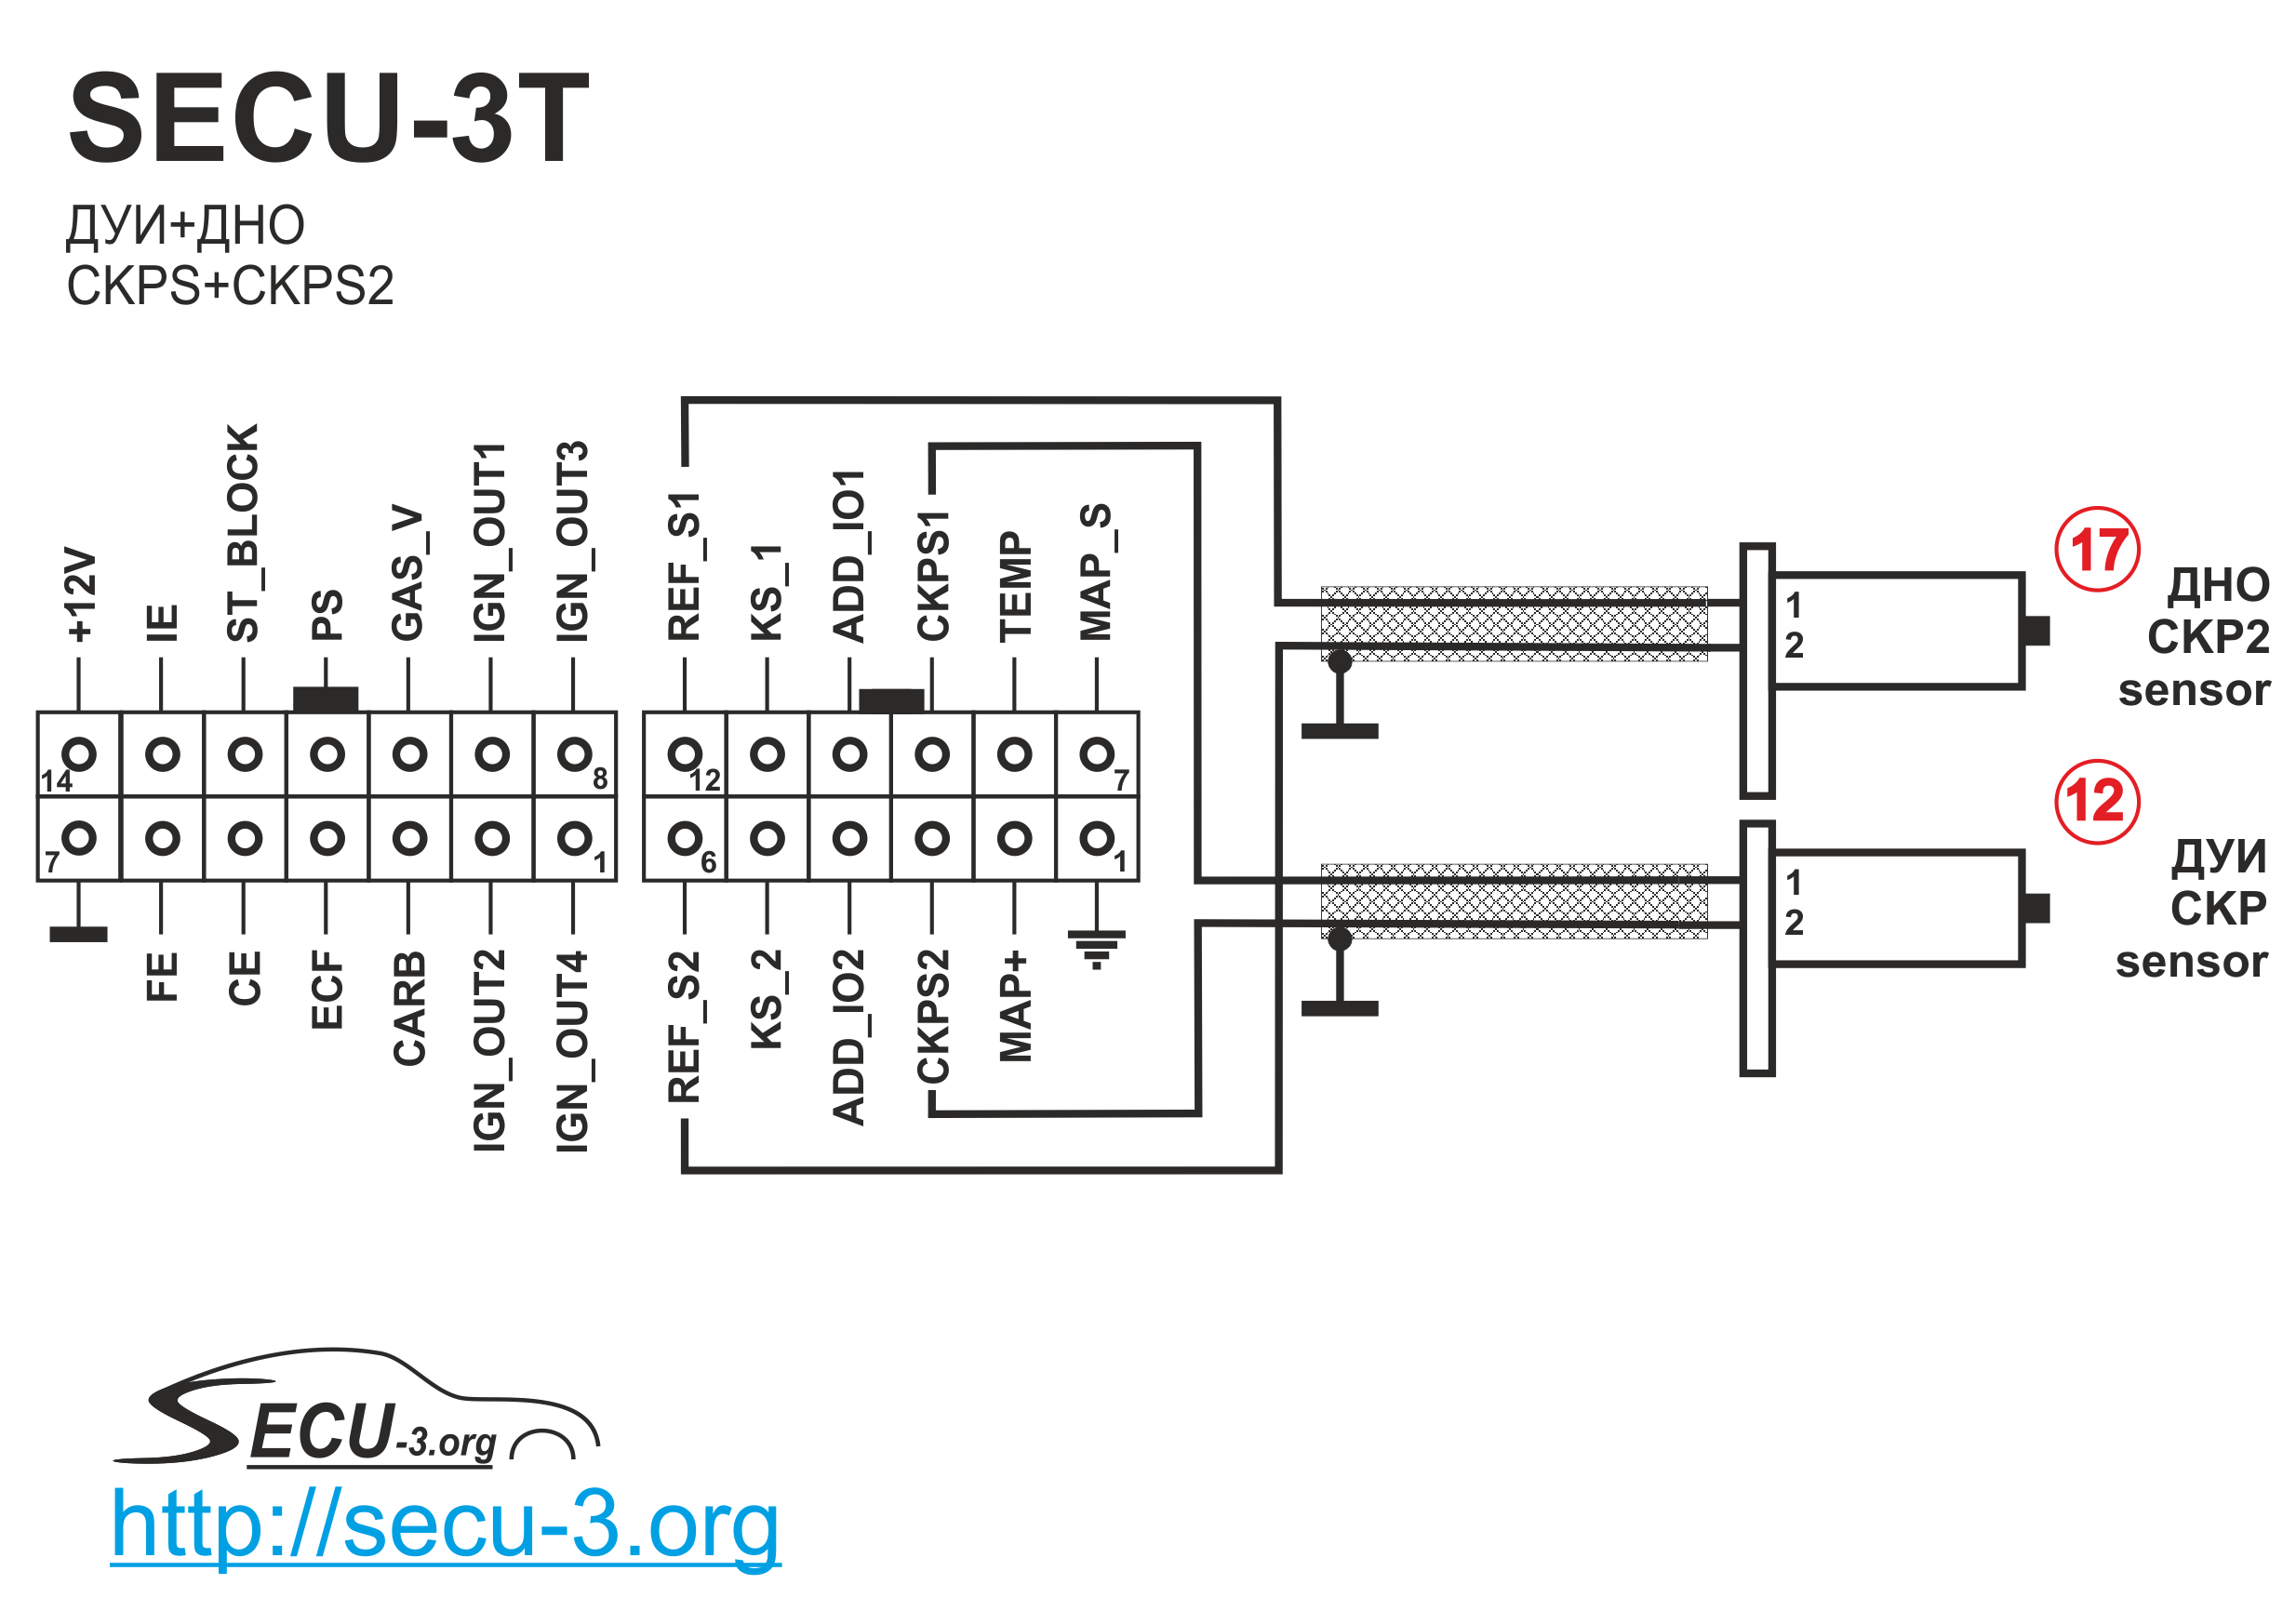 SECU-3T
ДУИ+ДНО
CKPS+CKPS2
+12V
IE
ST_BLOCK
PS
GAS_V
IGN_OUT1
IGN_OUT3
REF_S1
KS_1
ADD_IO1
CKPS1
TEMP
MAP_S
14
8
12
7
7
1
6
1
FE
CE
ECF
CARB
IGN_OUT2
IGN_OUT4
REF_S2
KS_2
ADD_IO2
CKPS2
MAP+
1
2
17
ДНО
CKP2
sensor
1
2
12
ДУИ
CKP
sensor
SECU-3.org
http://secu-3.org